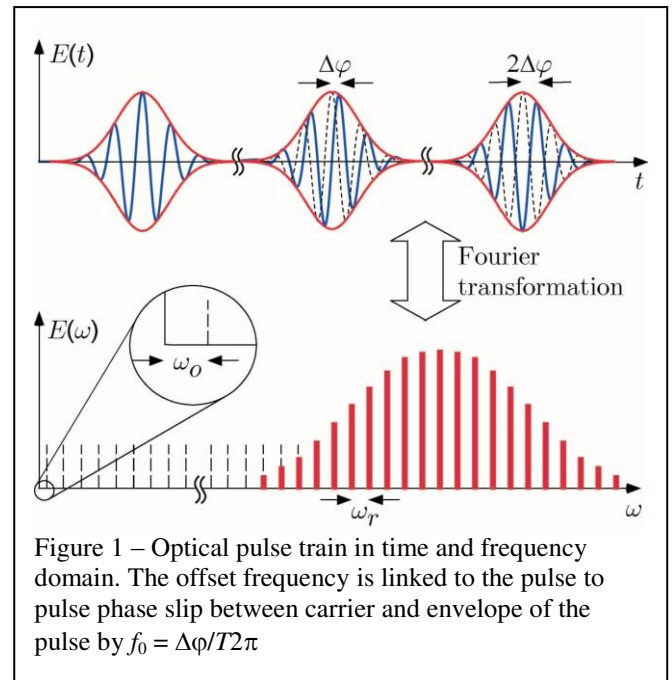 E(t)
Δφ
2Δφ
t
Fourier
transformation
E(ω)
ωo
ωr
ω
Figure 1 – Optical pulse train in time and frequency
domain. The offset frequency is linked to the pulse to
pulse phase slip between carrier and envelope of the
pulse by f0 = Δφ/T2π